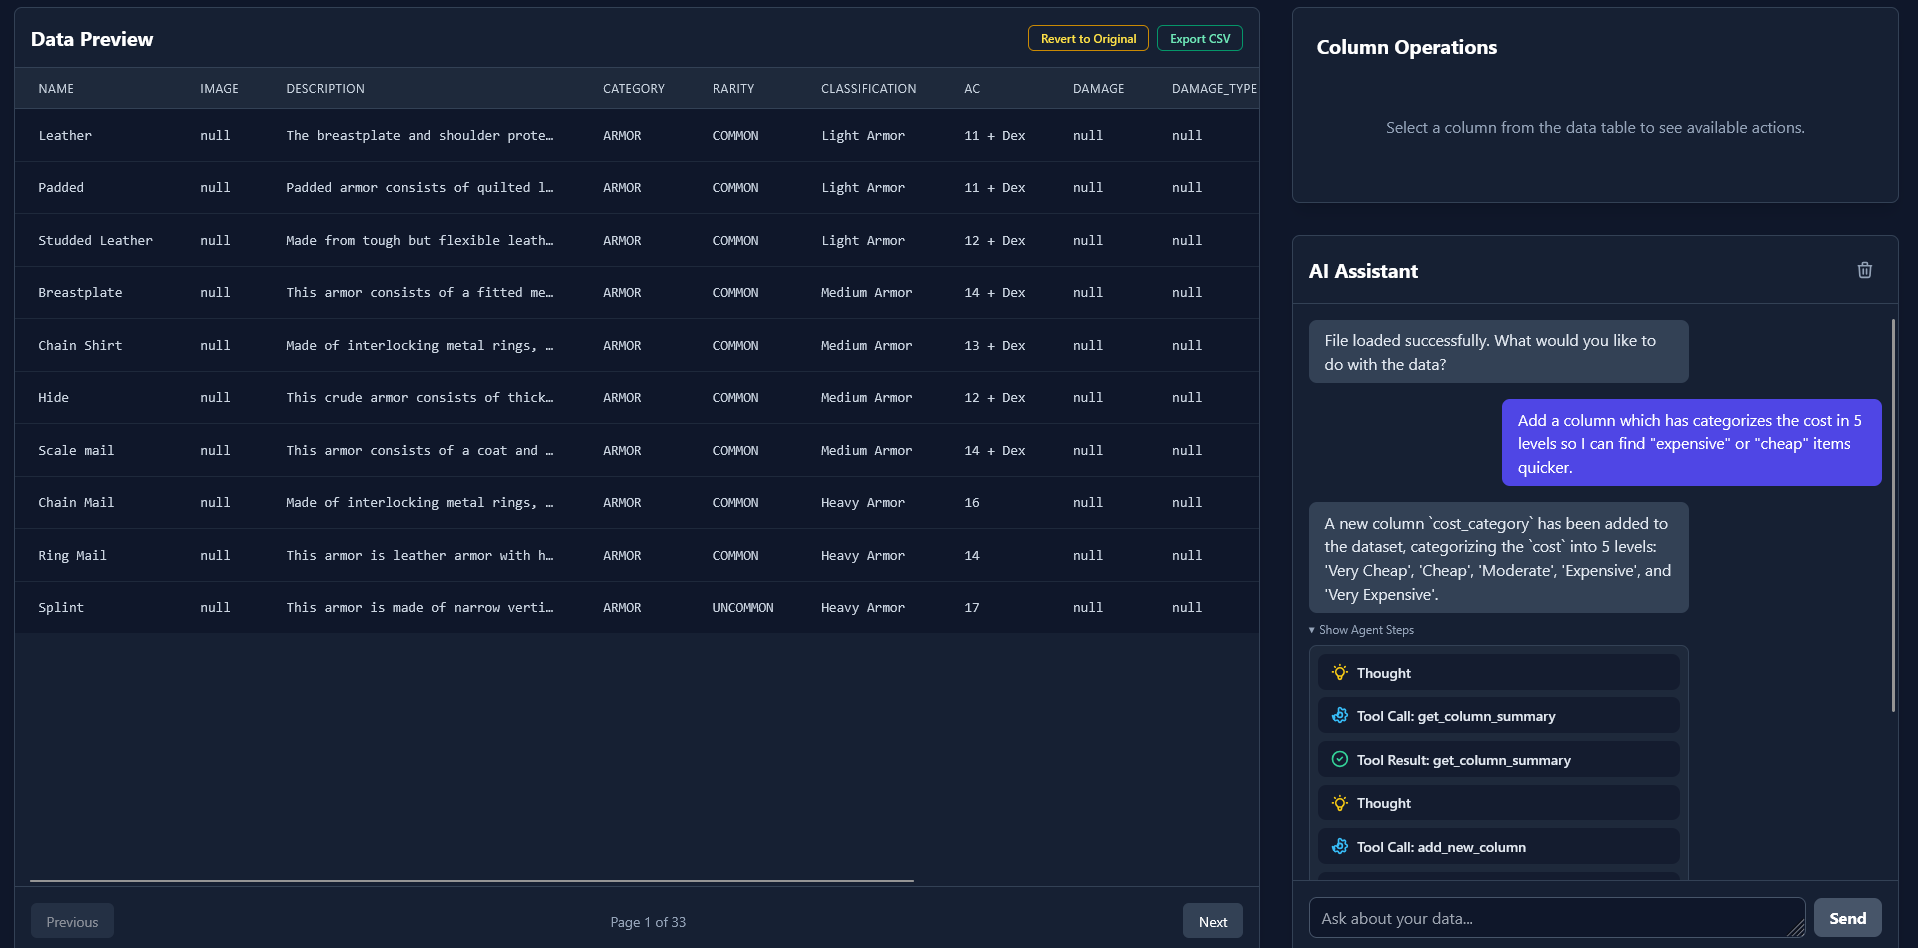 Data Preview
Revert to Original
Export CSV
NAME IMAGE DESCRIPTION CATEGORY RARITY CLASSIFICATION AC DAMAGE DAMAGE_TYPE
Leather null The breastplate and shoulder prote… ARMOR COMMON Light Armor 11 + Dex null null
Padded null Padded armor consists of quilted l… ARMOR COMMON Light Armor 11 + Dex null null
Studded Leather null Made from tough but flexible leath… ARMOR COMMON Light Armor 12 + Dex null null
Breastplate null This armor consists of a fitted me… ARMOR COMMON Medium Armor 14 + Dex null null
Chain Shirt null Made of interlocking metal rings, … ARMOR COMMON Medium Armor 13 + Dex null null
Hide null This crude armor consists of thick… ARMOR COMMON Medium Armor 12 + Dex null null
Scale mail null This armor consists of a coat and … ARMOR COMMON Medium Armor 14 + Dex null null
Chain Mail null Made of interlocking metal rings, … ARMOR COMMON Heavy Armor 16 null null
Ring Mail null This armor is leather armor with h… ARMOR COMMON Heavy Armor 14 null null
Splint null This armor is made of narrow verti… ARMOR UNCOMMON Heavy Armor 17 null null
Previous
Page 1 of 33
Next
Column Operations
Select a column from the data table to see available actions.
AI Assistant
File loaded successfully. What would you like to
do with the data?
Add a column which has categorizes the cost in 5
levels so I can find "expensive" or "cheap" items
quicker.
A new column `cost_category` has been added to
the dataset, categorizing the `cost` into 5 levels:
'Very Cheap', 'Cheap', 'Moderate', 'Expensive', and
'Very Expensive'.
▾ Show Agent Steps
Thought
Tool Call: get_column_summary
Tool Result: get_column_summary
Thought
Tool Call: add_new_column
Ask about your data...
Send